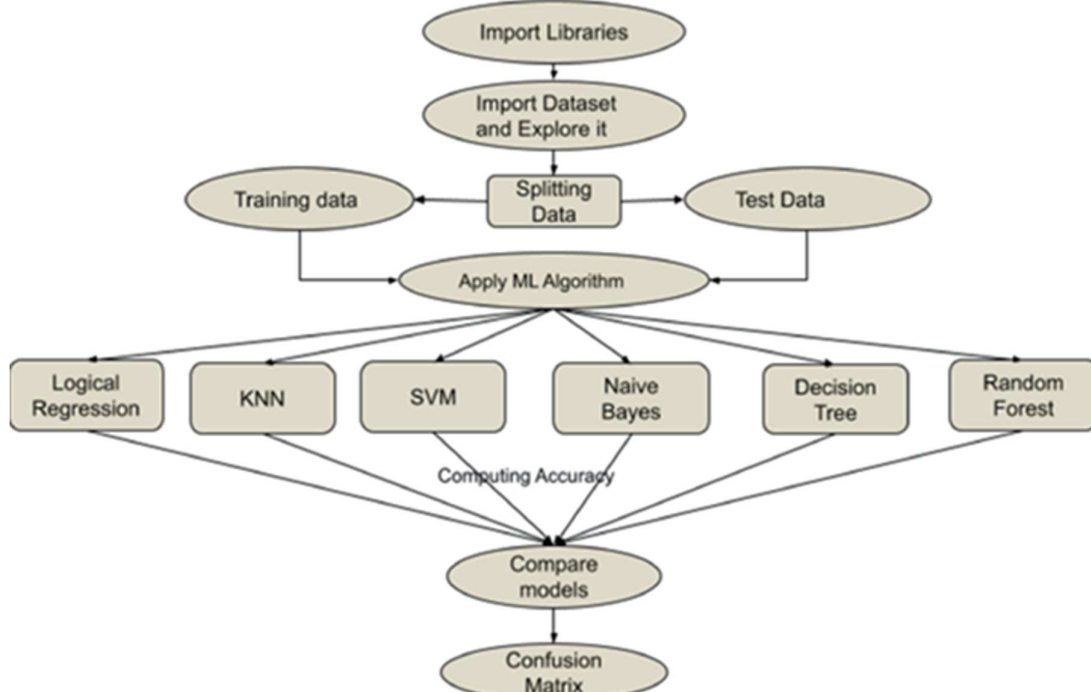 Import Libraries
Import Dataset
and Explore it
Training data
Splitting
Data
Test Data
Apply ML Algorithm
Logical
Regression
KNN
SVM
Naive
Bayes
Decision
Tree
Random
Forest
Computing Accuracy
Compare
models
Confusion
Matrix